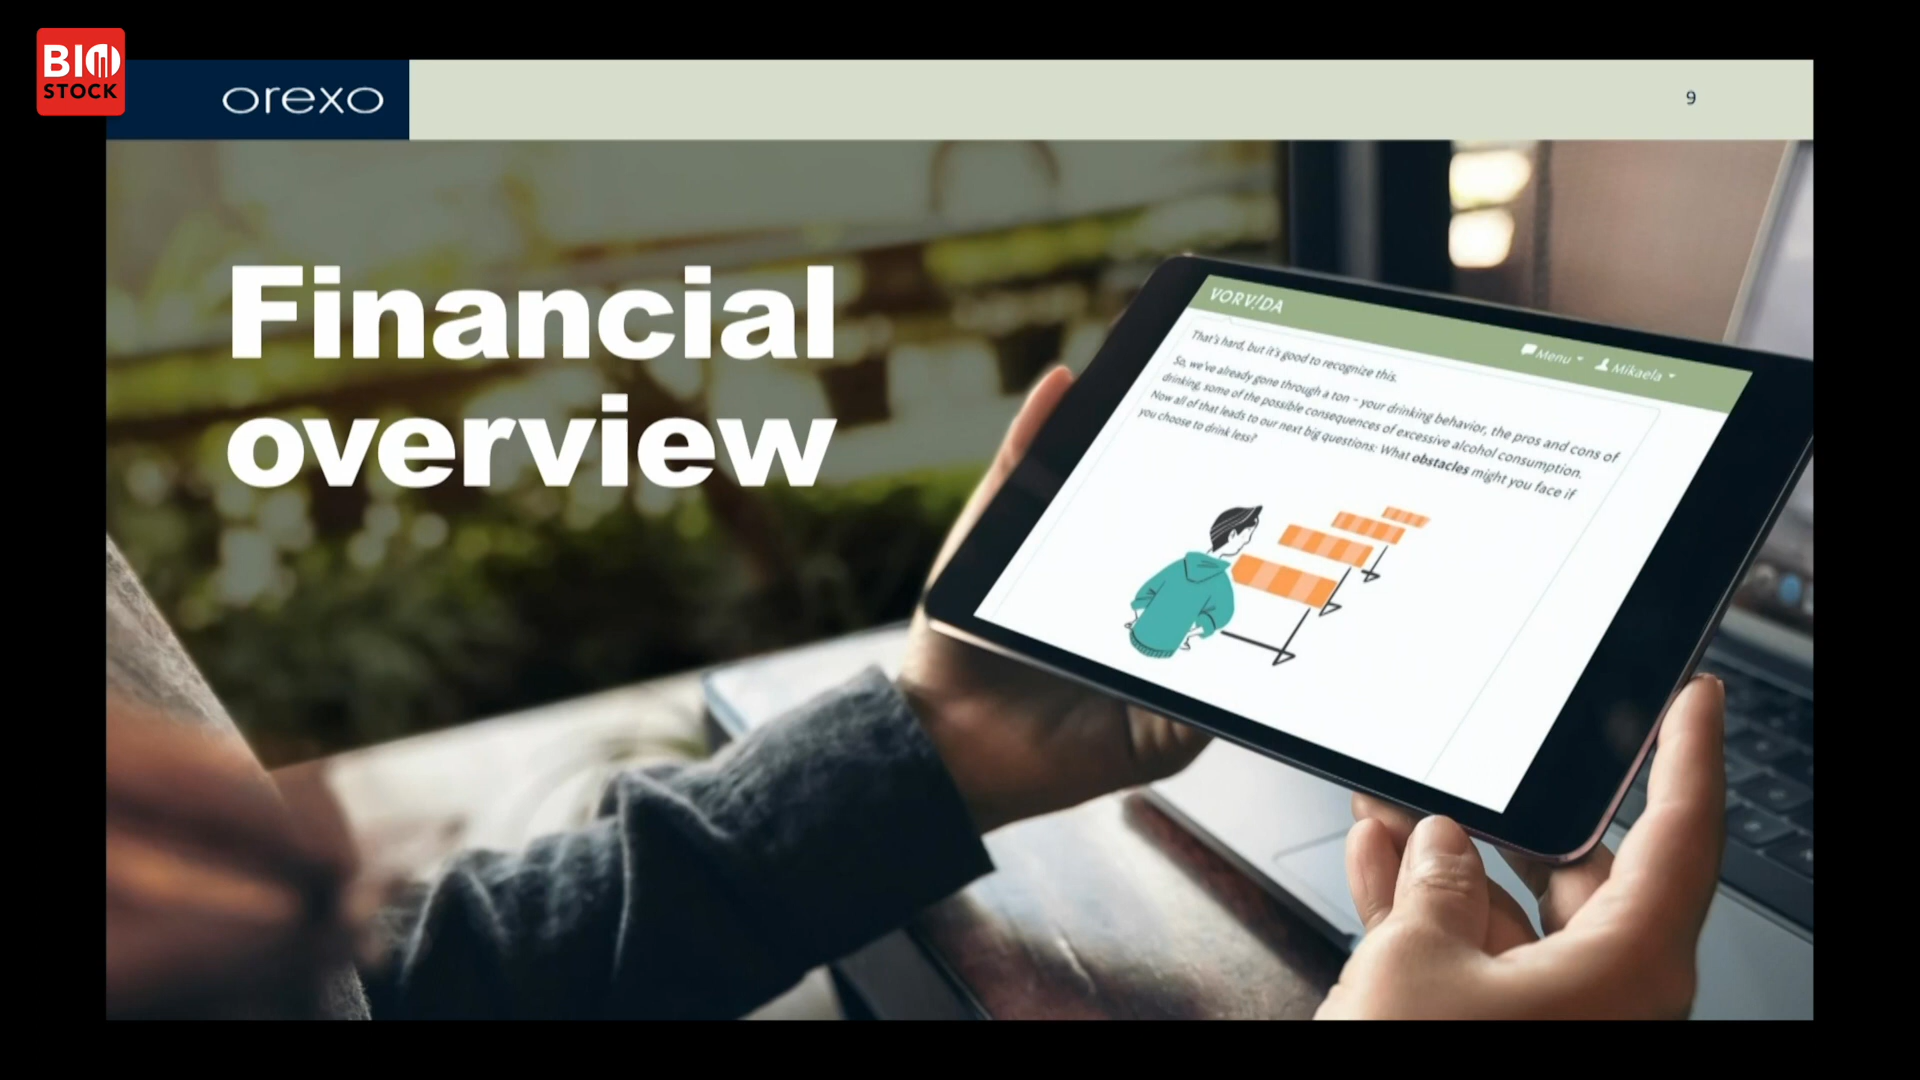 BIO
STOCK
orexo
9
Financial
overview
VORV!DA
Menu
Mikaela
That's hard, but it's good to recognize this.
So, we've already gone through a ton – your drinking behavior, the pros and cons of
drinking, some of the possible consequences of excessive alcohol consumption.
Now all of that leads to our next big questions: What obstacles might you face if
you choose to drink less?